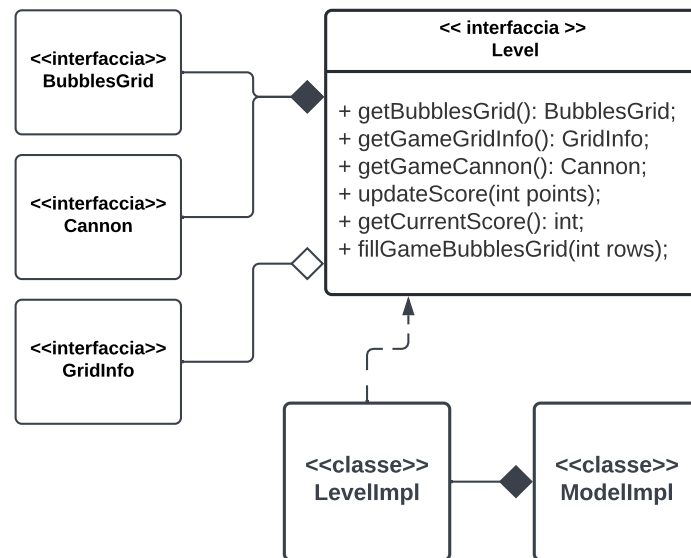 <<interfaccia>>
BubblesGrid
<<interfaccia>>
Cannon
<<interfaccia>>
GridInfo
<< interfaccia >>
Level
+ getBubblesGrid(): BubblesGrid;
+ getGameGridInfo(): GridInfo;
+ getGameCannon(): Cannon;
+ updateScore(int points);
+ getCurrentScore(): int;
+ fillGameBubblesGrid(int rows);
<<classe>>
LevelImpl
<<classe>>
ModelImpl